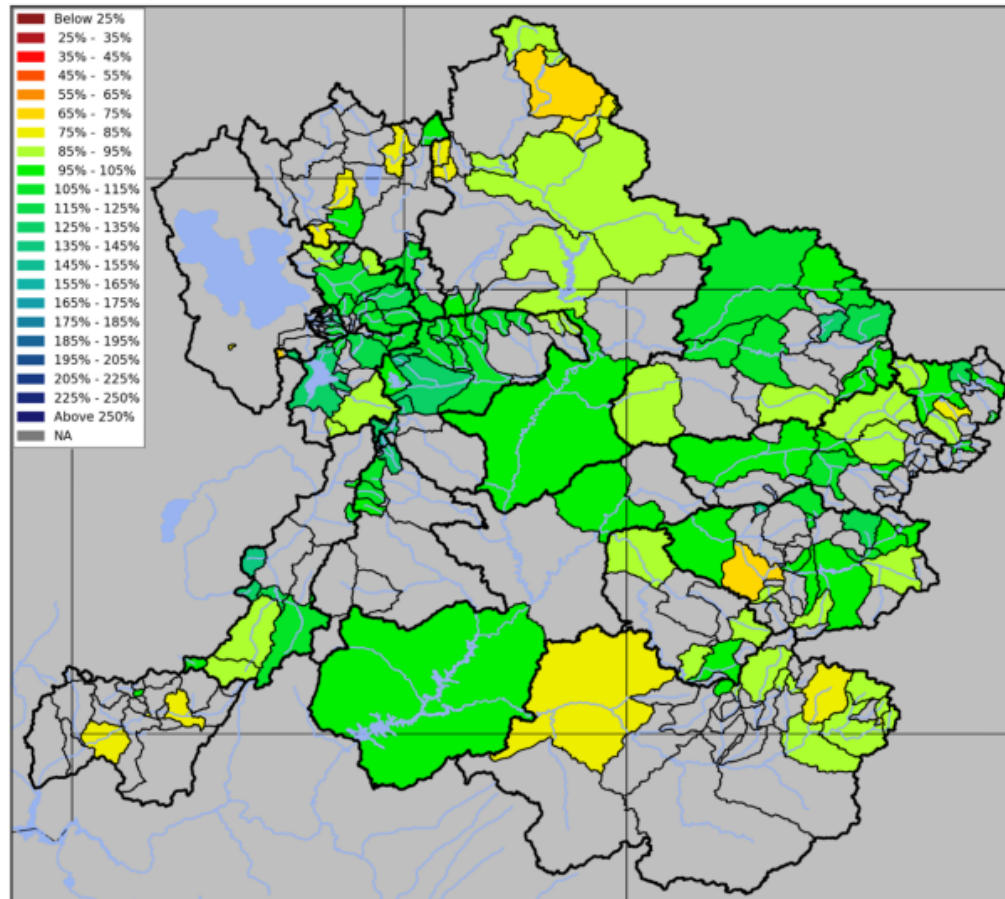 Below 25%
25% - 35%
35% - 45%
45% - 55%
55% - 65%
65% - 75%
75% - 85%
85% - 95%
95% - 105%
105% - 115%
115% - 125%
125% - 135%
135% - 145%
145% - 155%
155% - 165%
165% - 175%
175% - 185%
185% - 195%
195% - 205%
205% - 225%
225% - 250%
Above 250%
NA